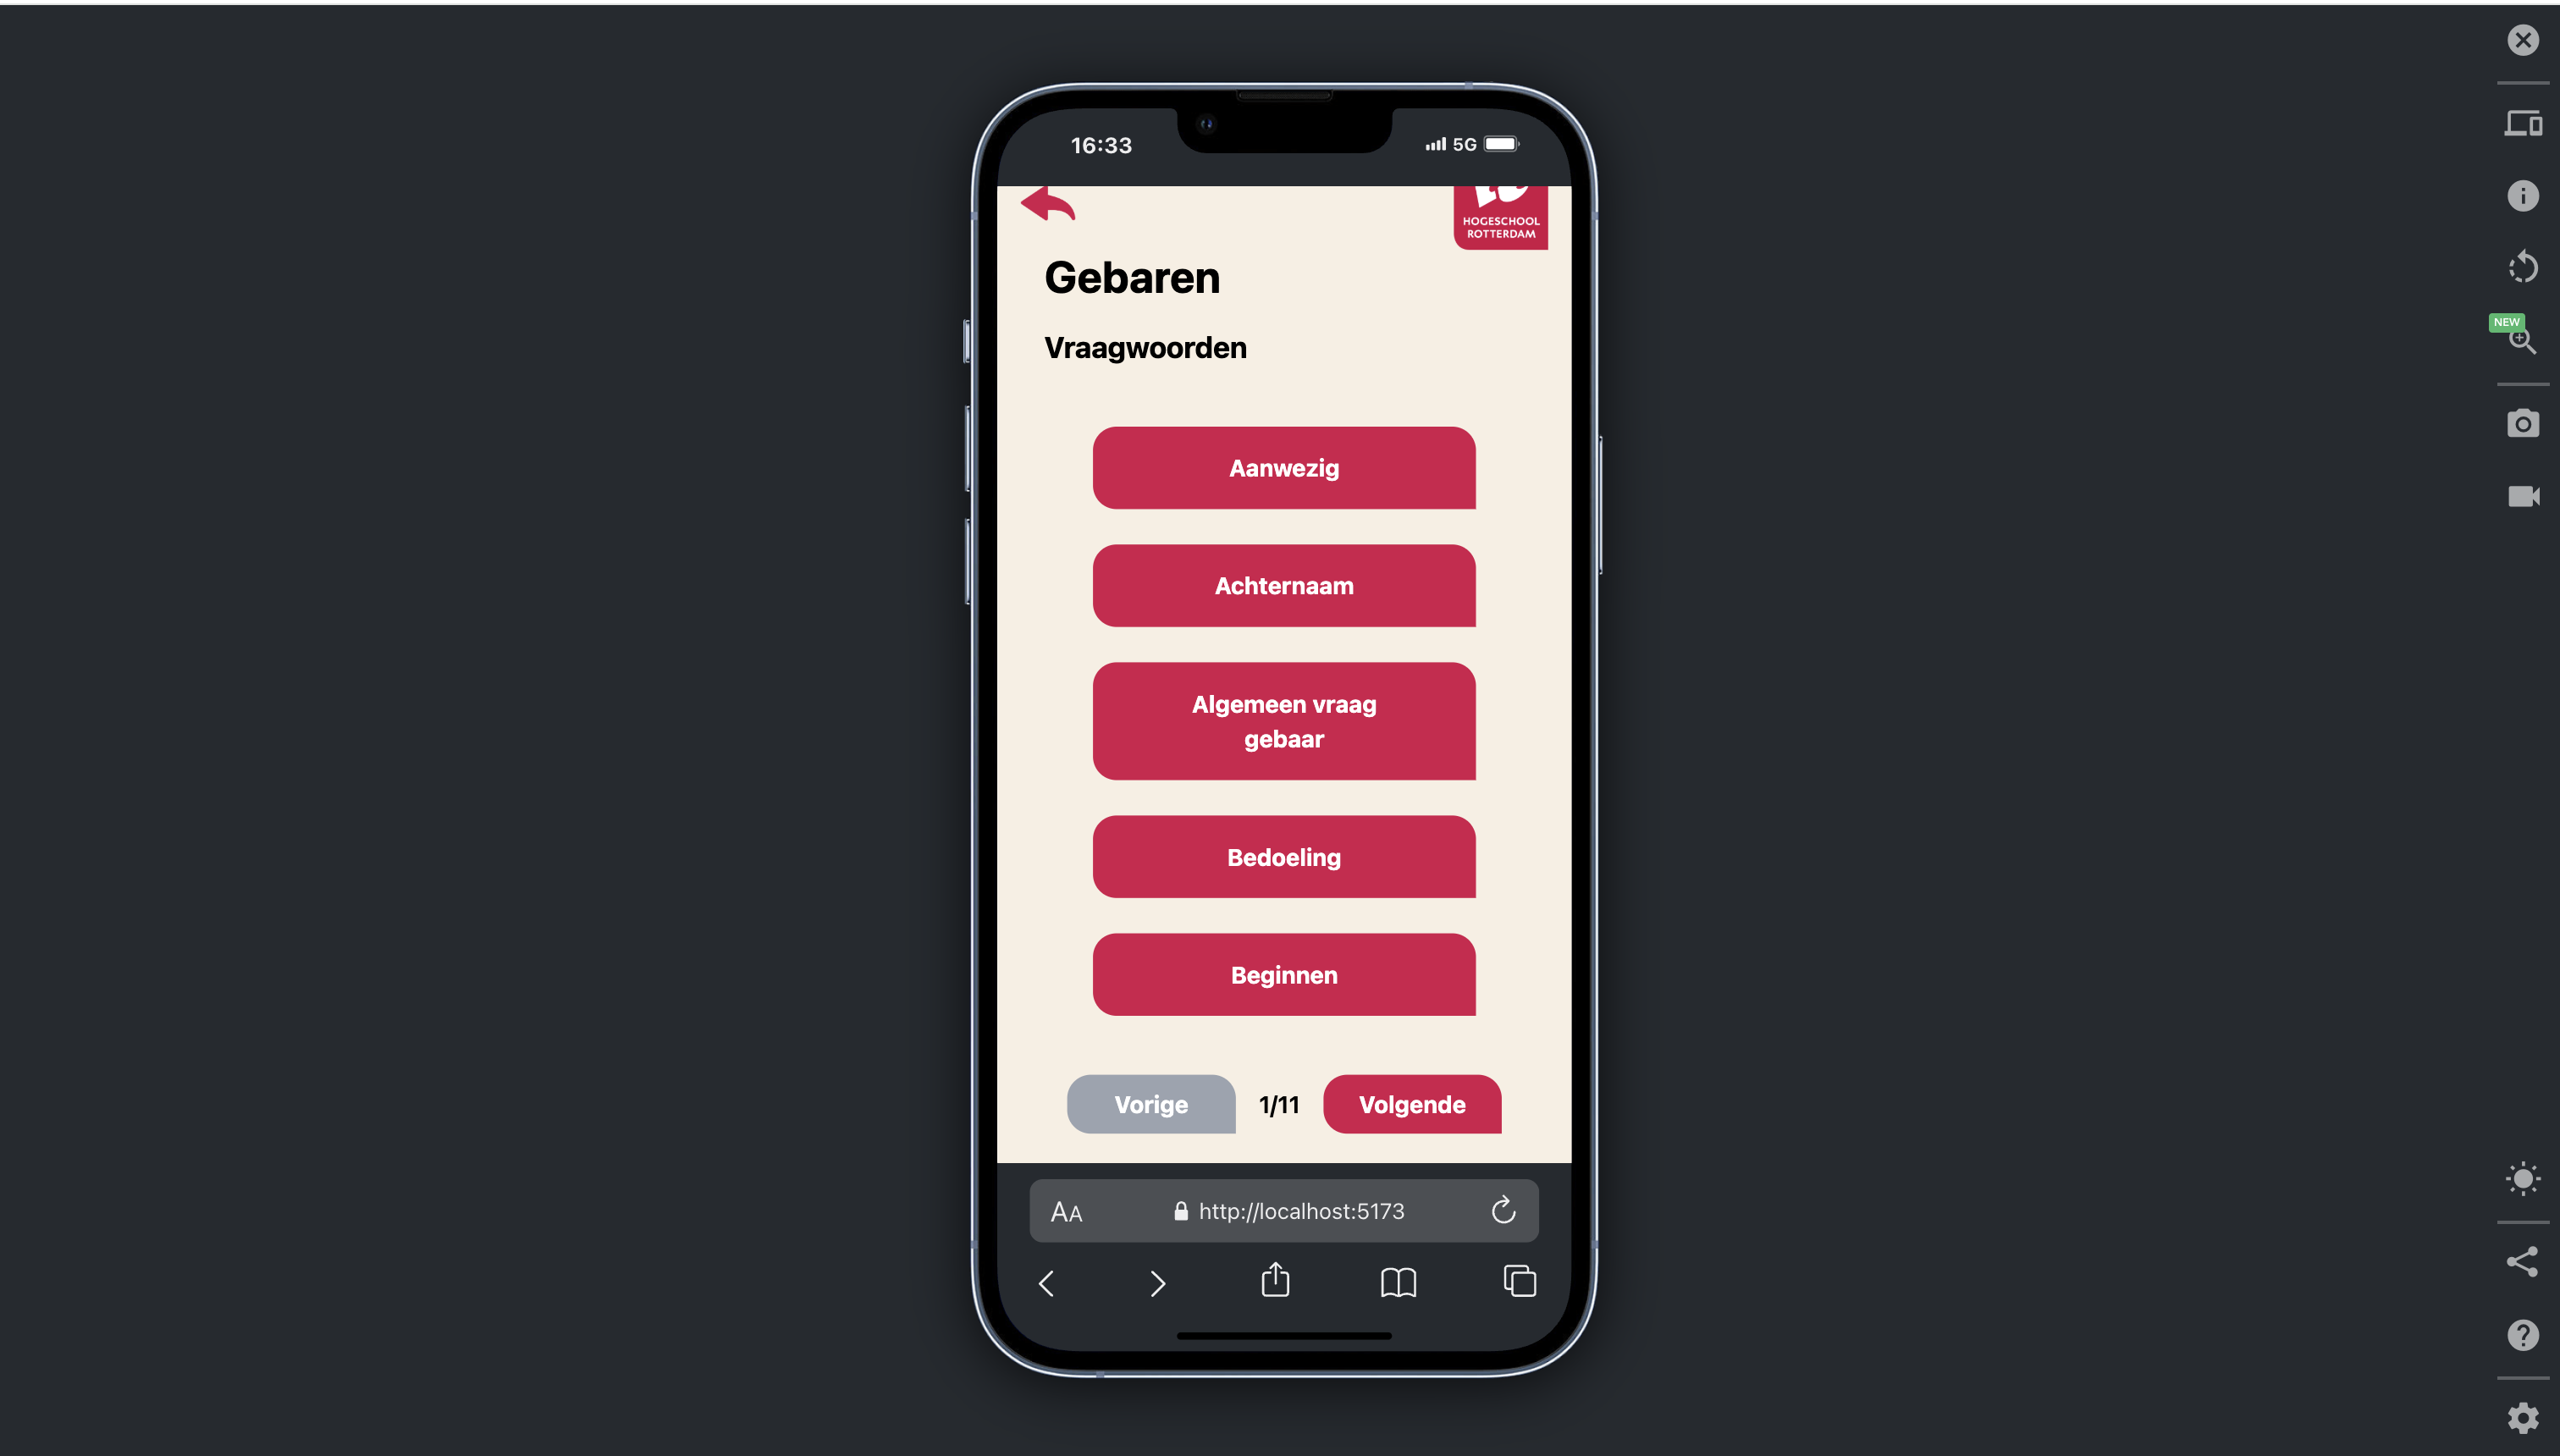 16:33
5G
HOGESCHOOL
ROTTERDAM
Gebaren
Vraagwoorden
NEW
Aanwezig
Achternaam
Algemeen vraag
gebaar
Bedoeling
Beginnen
Vorige
1/11
Volgende
AA
http://localhost:5173